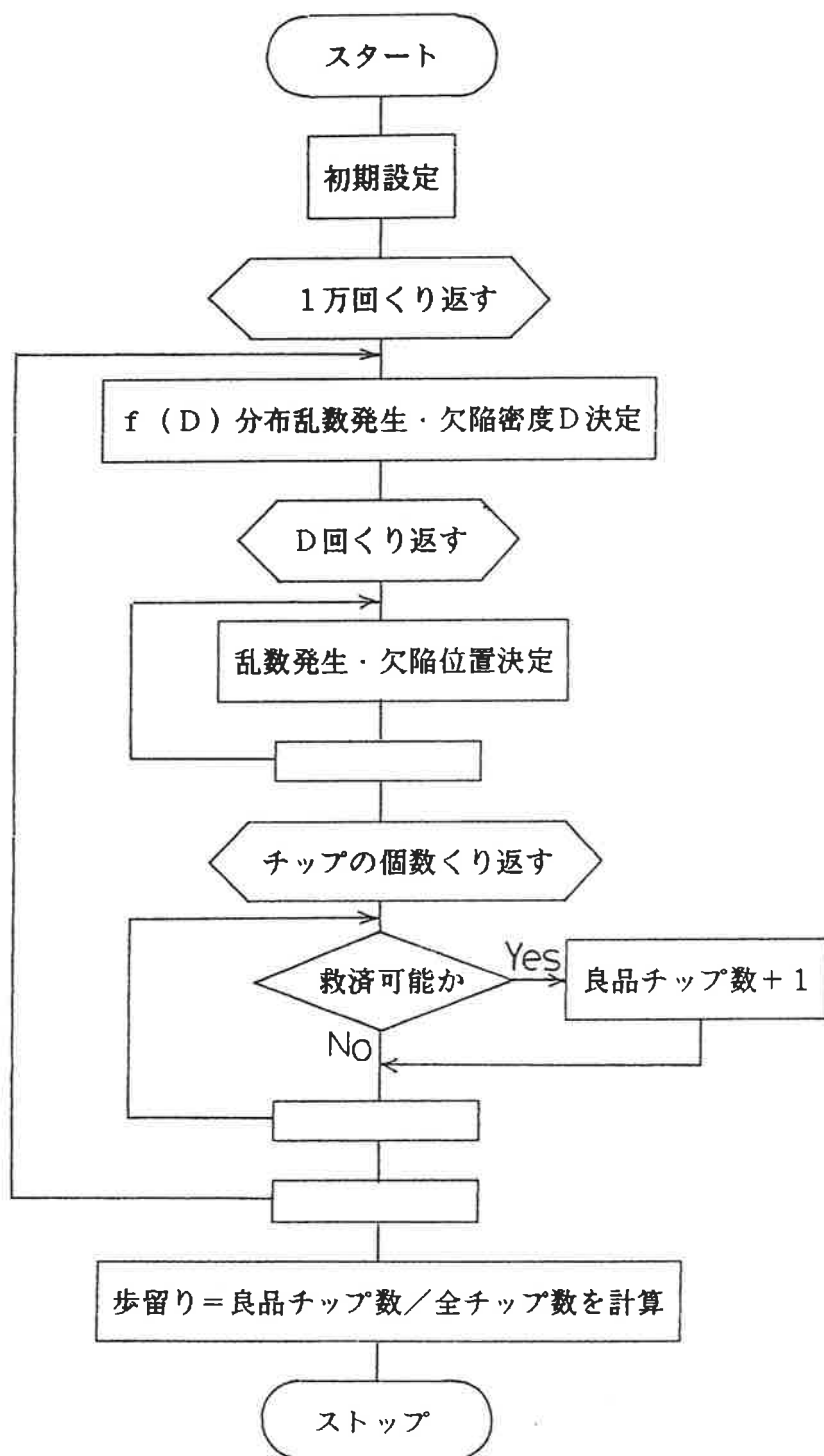 スタート
初期設定
１万回くり返す
ｆ（Ｄ）分布乱数発生・欠陥密度Ｄ決定
Ｄ回くり返す
乱数発生・欠陥位置決定
チップの個数くり返す
救済可能か
Yes
良品チップ数＋１
No
歩留り＝良品チップ数／全チップ数を計算
ストップ